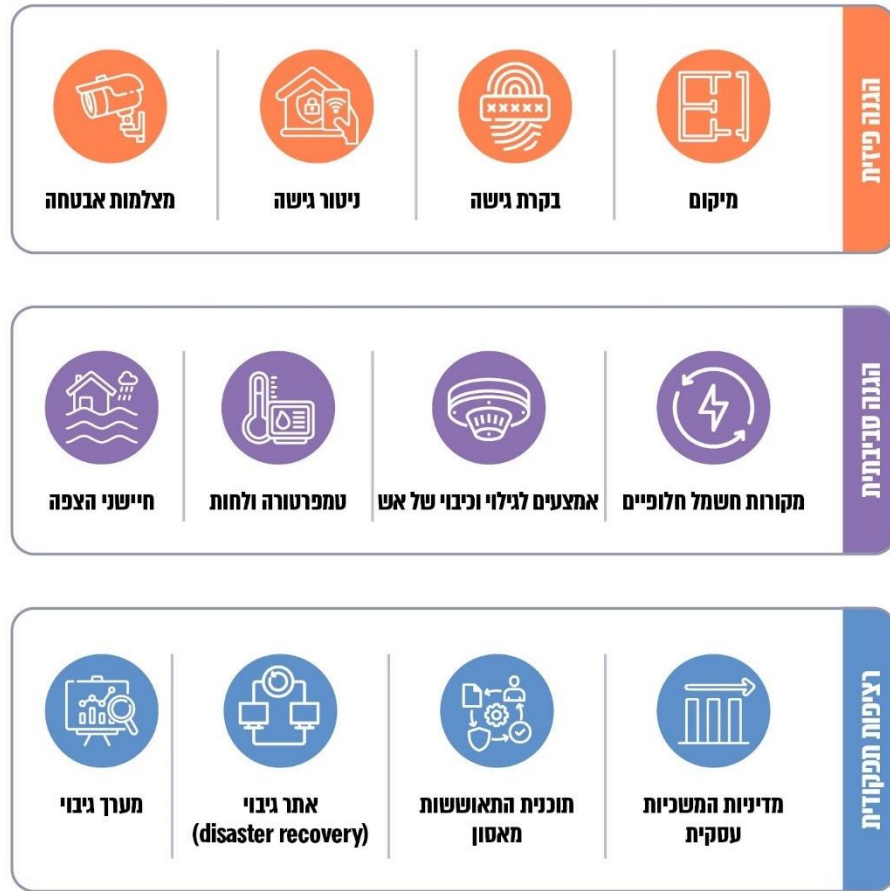 הגנה פיזית
מיקום
בקרת גישה
×××××
ניטור גישה
מצלמות אבטחה
הגנה סביבתית
מקורות חשמל חלופיים
אמצעים לגילוי וכיבוי של אש
טמפרטורה ולחות
חיישני הצפה
רציפות תפקודית
מדיניות המשכיות
עסקית
תוכנית התאוששות
מאסון
אתר גיבוי
(disaster recovery)
מערך גיבוי